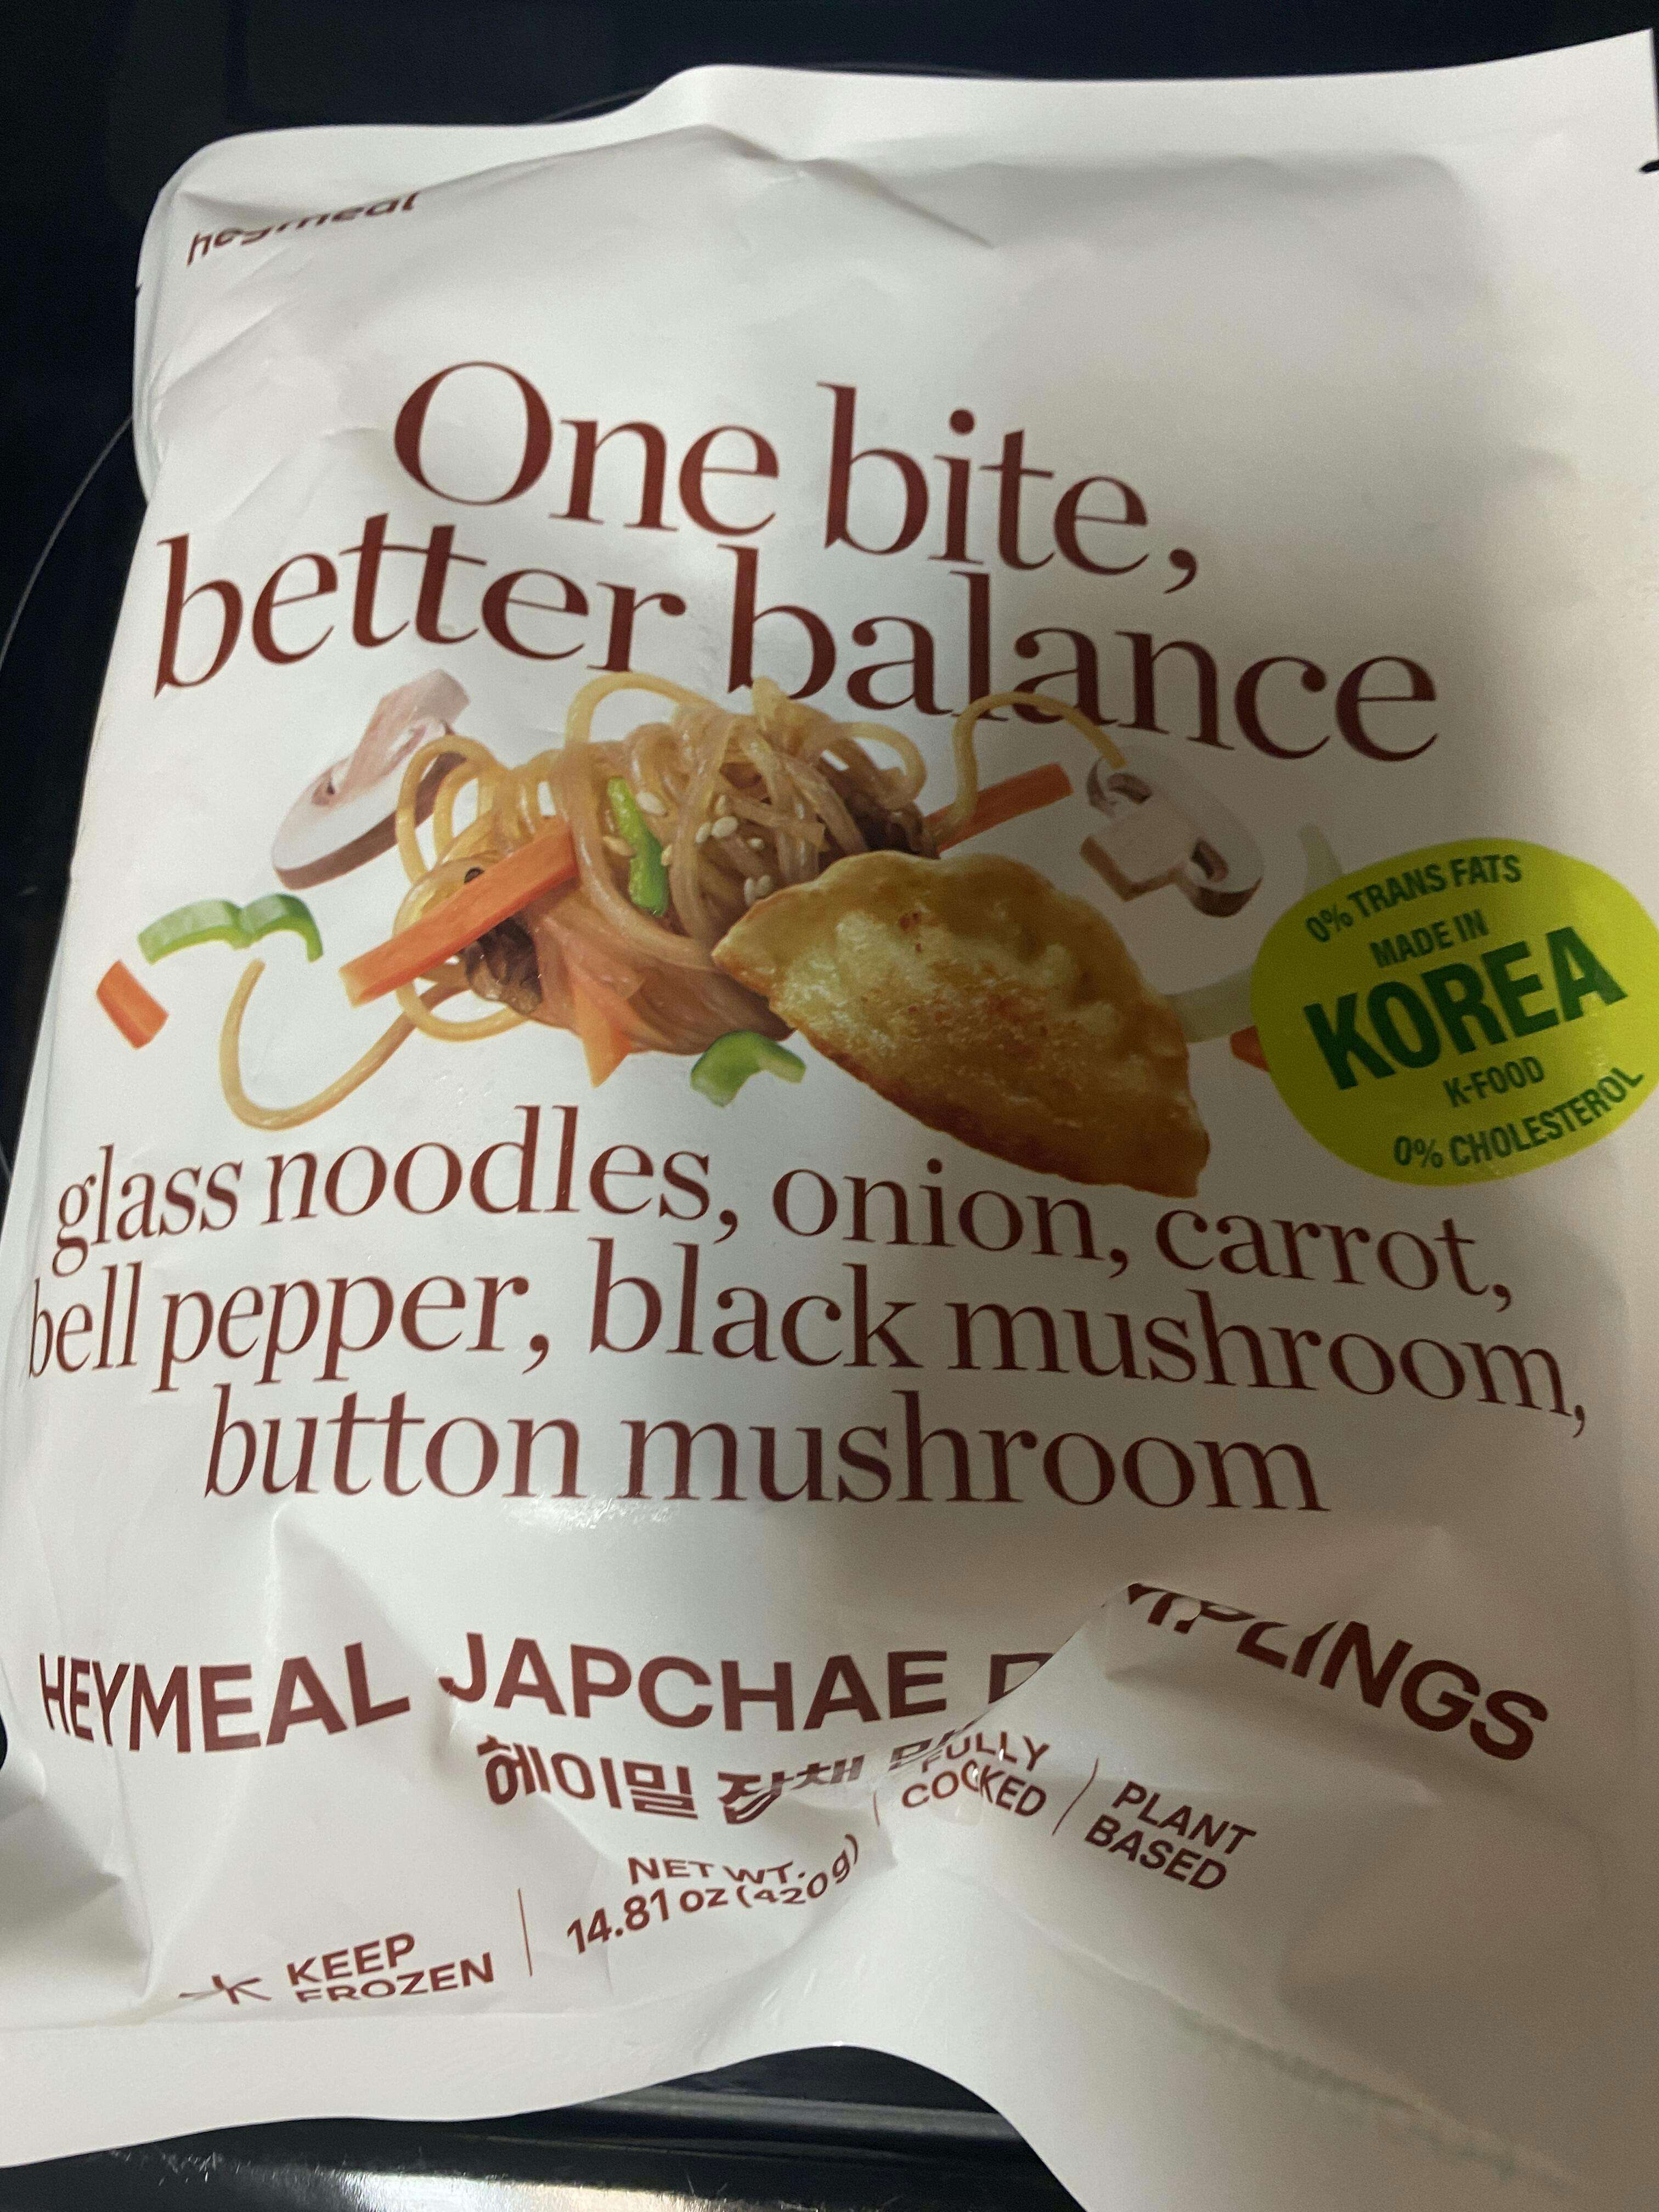 heymeal
One bite,
better balance
0% TRANS FATS
MADE IN
KOREA
K-FOOD
0% CHOLESTEROL
glass noodles, onion, carrot,
bell pepper, black mushroom,
button mushroom
HEYMEAL JAPCHAE
헤이밀 잡채
FULLY
COOKED
PLANT
BASED
NET WT.
14.81 oz (420g)
KEEP
FROZEN